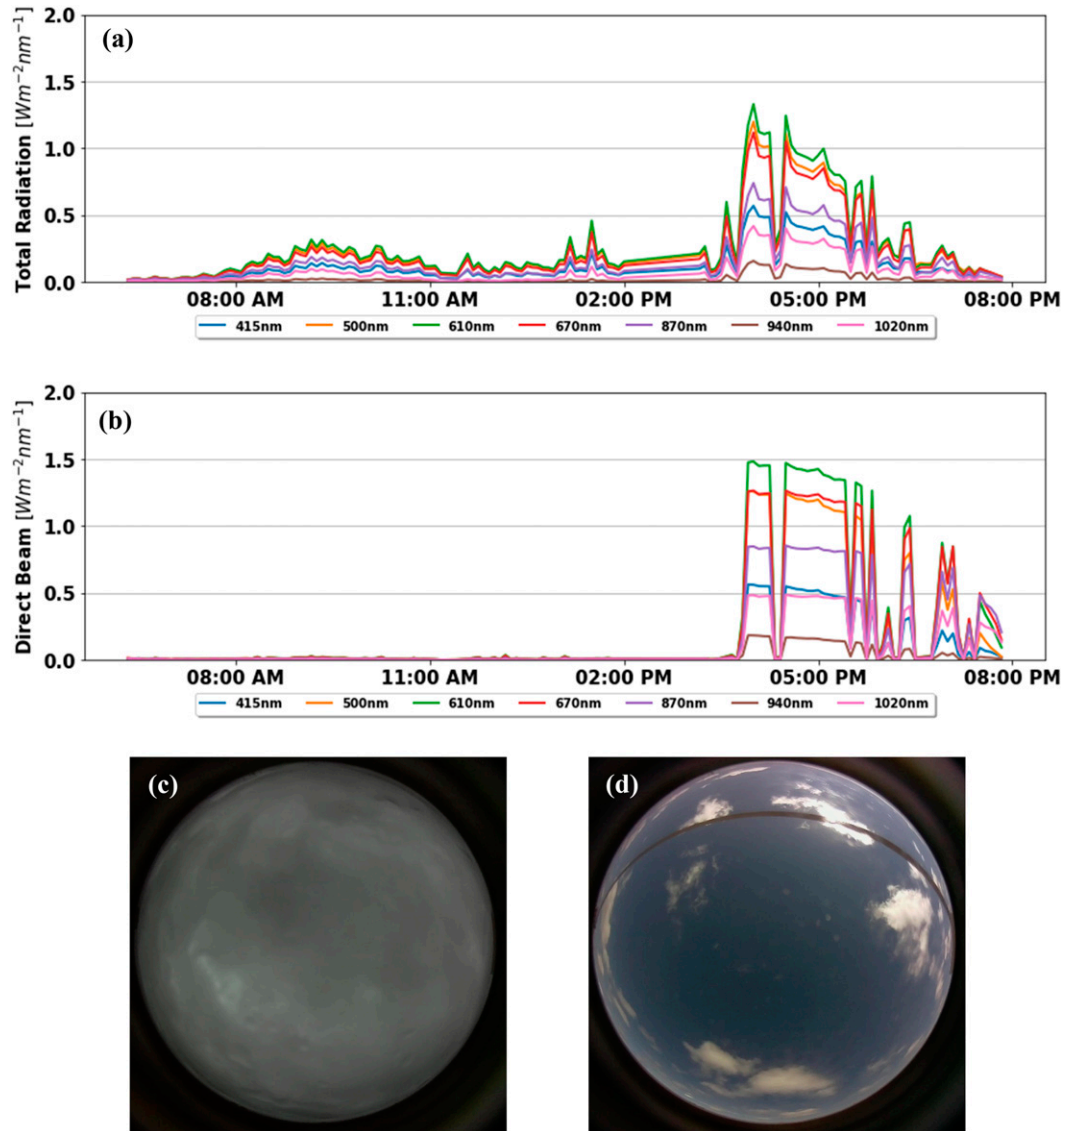 (a)
Total Radiation [Wm⁻²nm⁻¹]
2.0
1.5
1.0
0.5
0.0
08:00 AM 11:00 AM 02:00 PM 05:00 PM 08:00 PM
415nm 500nm 610nm 670nm 870nm 940nm 1020nm
(b)
Direct Beam [Wm⁻²nm⁻¹]
2.0
1.5
1.0
0.5
0.0
08:00 AM 11:00 AM 02:00 PM 05:00 PM 08:00 PM
415nm 500nm 610nm 670nm 870nm 940nm 1020nm
(c) (d)